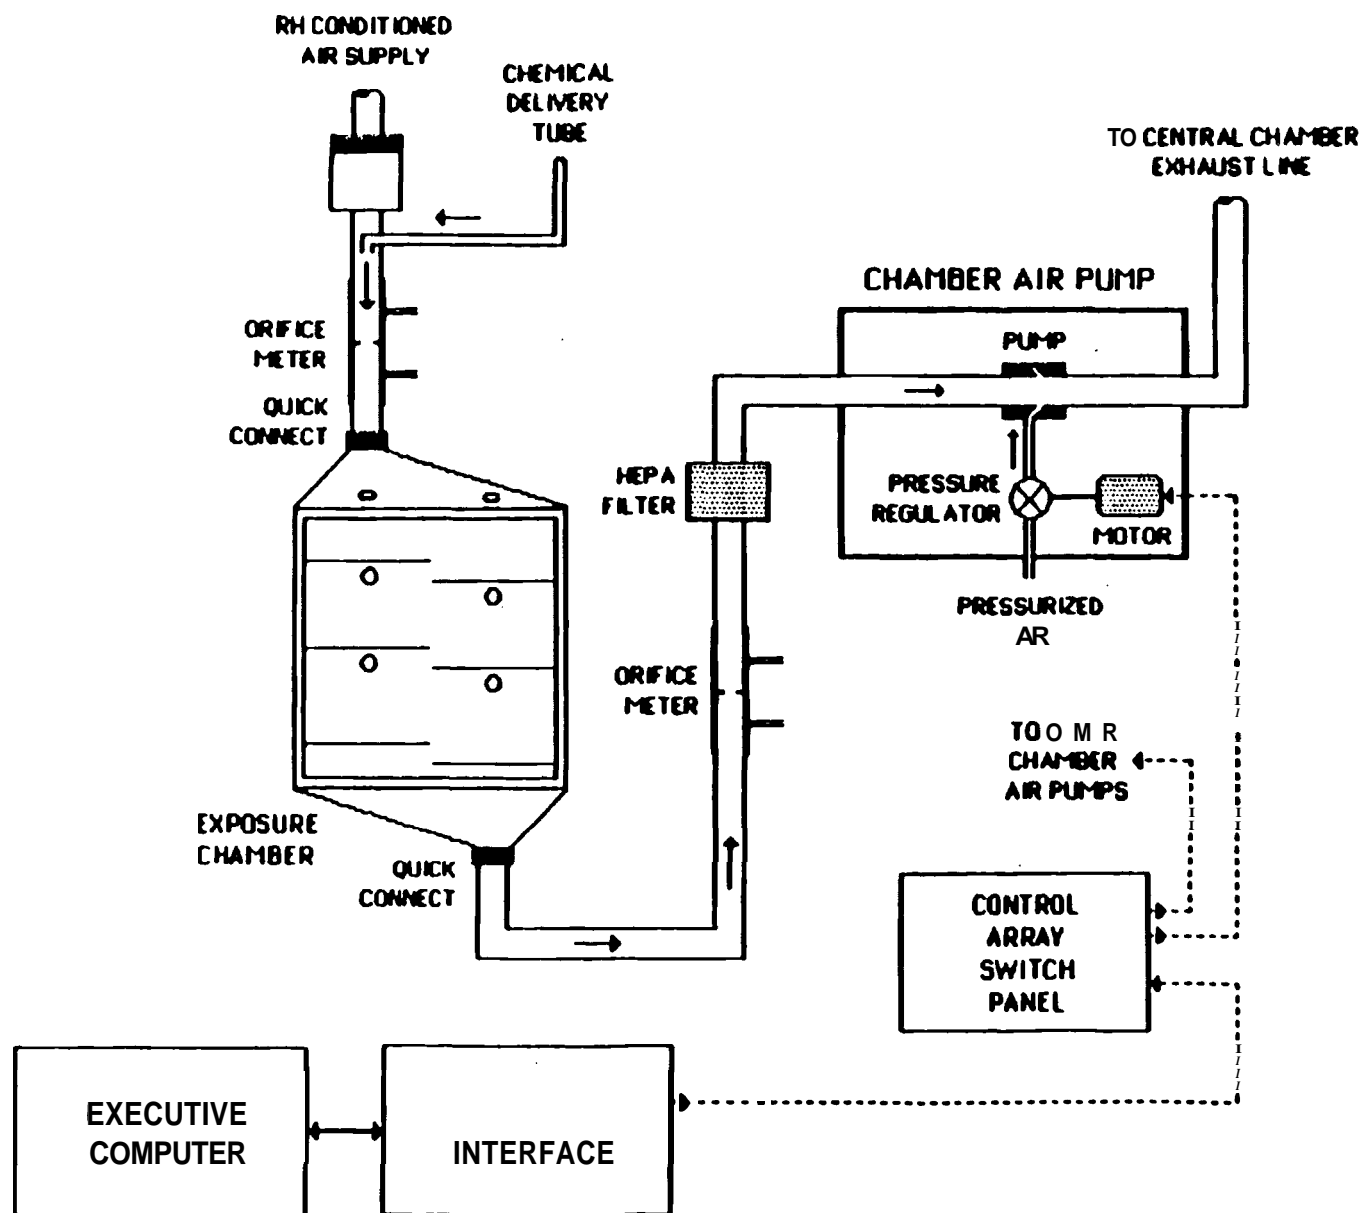 RH CONDITIONED
AIR SUPPLY
CHEMICAL
DELIVERY
TUBE
TO CENTRAL CHAMBER
EXHAUST LINE
CHAMBER AIR PUMP
ORIFICE
METER
PUMP
QUICK
CONNECT
HEPA
FILTER
PRESSURE
REGULATOR
MOTOR
PRESSURIZED
AR
ORIFICE
METER
TO O M R
CHAMBER
AIR PUMPS
EXPOSURE
CHAMBER
QUICK
CONNECT
CONTROL
ARRAY
SWITCH
PANEL
EXECUTIVE
COMPUTER
INTERFACE